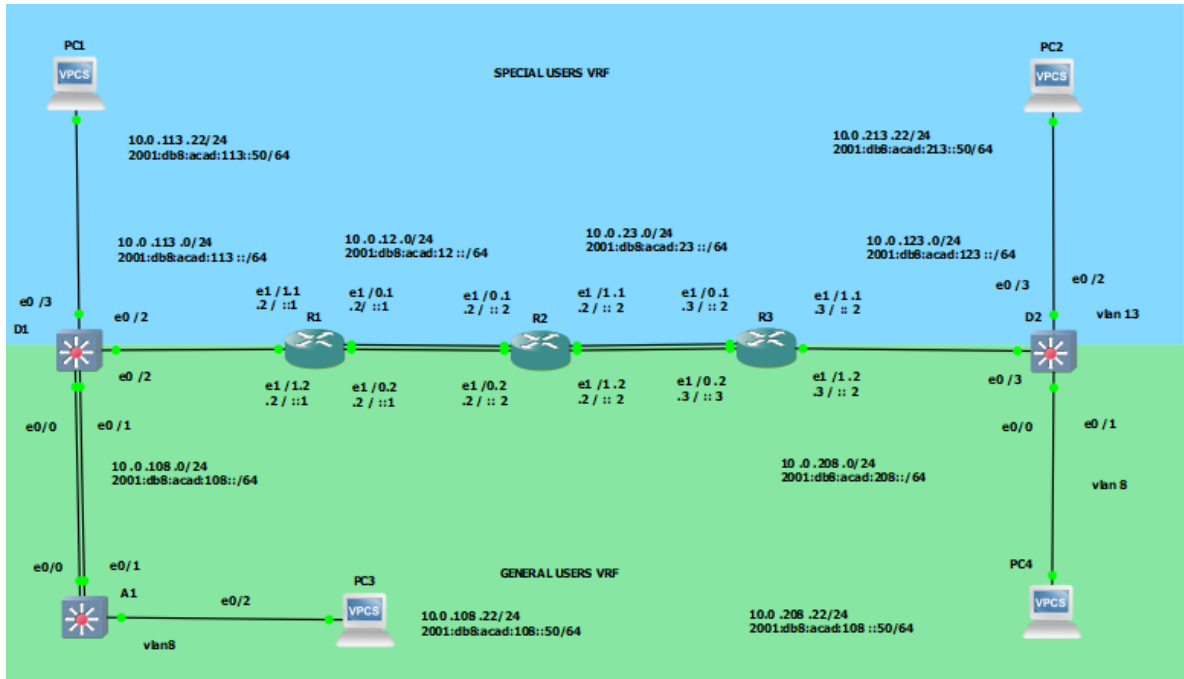 PC1
VPCS
SPECIAL USERS VRF
PC2
VPCS
10.0 .113 .22/24
2001:db8:acad:113::50/64
10.0 .213 .22/24
2001:db8:acad:213::50/64
10 .0 .113 .0/24
2001:db8:acad:113 ::/64
10.0 .12 .0/24
2001:db8:acad:12 ::/64
10.0 .23 .0/24
2001:db8:acad:23 ::/64
10.0 .123 .0/24
2001:db8:acad:123 ::/64
e0 /3
D1
e0 /2
e1 /1.1
.2 / ::1
R1
e1 /0.1
.2/ ::1
e1 /0.1
.2 / :: 2
R2
e1 /1 .1
.2 / :: 2
e1 /0.1
.3 / :: 2
R3
e1 /1 .1
.3 / :: 2
e0 /3
e0 /2
D2
vlan 13
e0 /2
e1 /1.2
.2 / ::1
e1 /0.2
.2 / ::1
e1 /0.2
.2 / :: 2
e1 /1.2
.2 / :: 2
e1 /0 .2
.3 / :: 3
e1 /1 .2
.3 / :: 2
e0 /3
e0/0
e0 /1
e0/0
e0 /1
10 .0 .108 .0/24
2001:db8:acad:108::/64
10 .0 .208 .0/24
2001:db8:acad:208::/64
vlan 8
e0/0
e0/1
A1
e0/2
vlan8
PC3
VPCS
GENERAL USERS VRF
10.0 .108 .22/24
2001:db8:acad:108::50/64
10.0 .208 .22/24
2001:db8:acad:108 ::50/64
PC4
VPCS